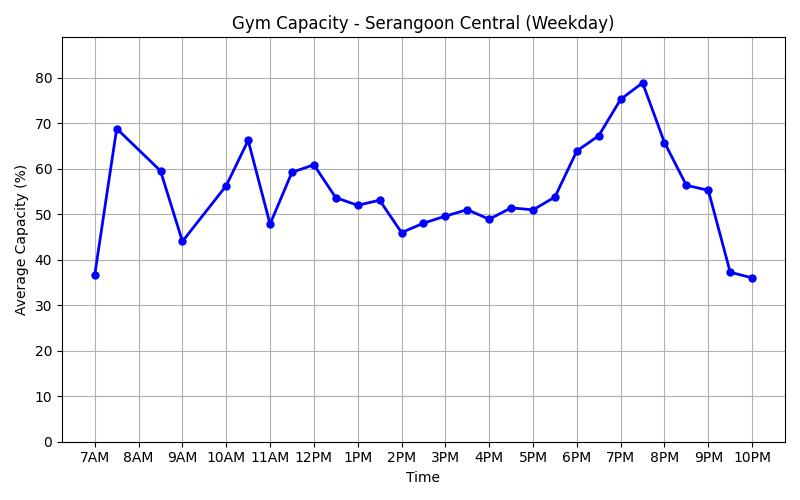 Gym Capacity - Serangoon Central (Weekday)
Average Capacity (%)
80
70
60
50
40
30
20
10
0
7AM 8AM 9AM 10AM 11AM 12PM 1PM 2PM 3PM 4PM 5PM 6PM 7PM 8PM 9PM 10PM
Time